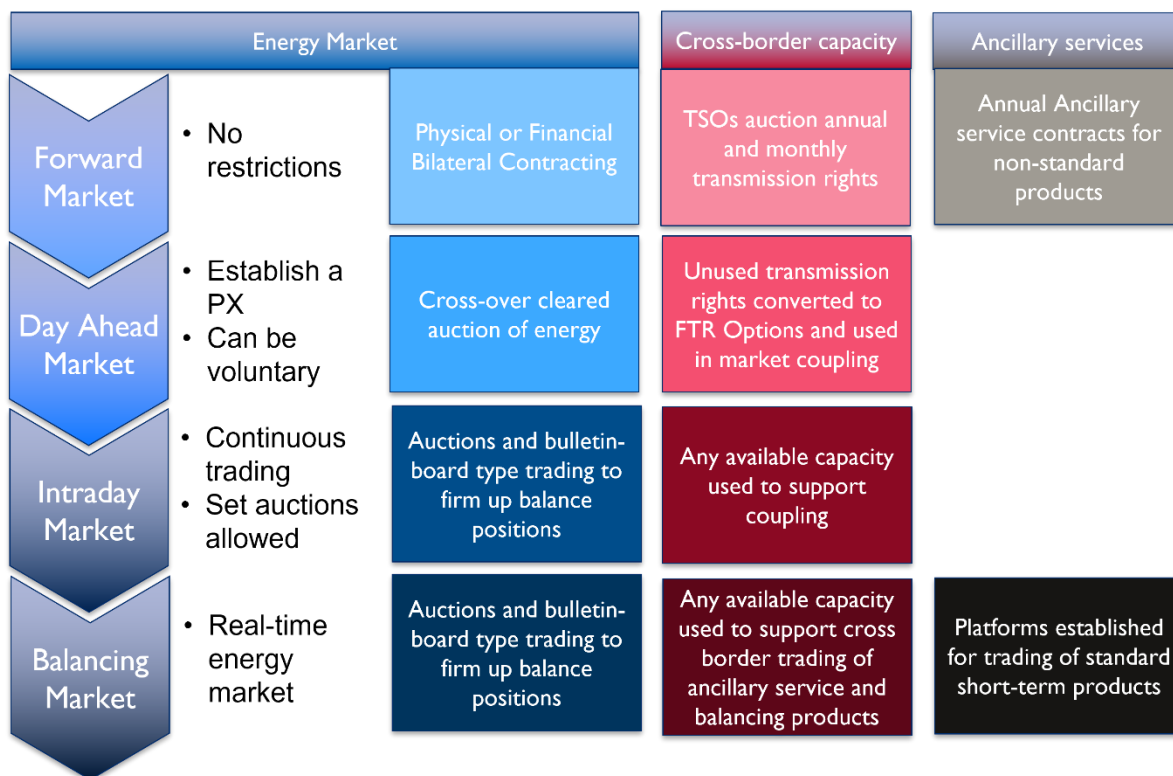 Energy Market
Cross-border capacity
Ancillary services
Forward
Market
• No
restrictions
Physical or Financial
Bilateral Contracting
TSOs auction annual
and monthly
transmission rights
Annual Ancillary
service contracts for
non-standard
products
Day Ahead
Market
• Establish a
PX
• Can be
voluntary
Cross-over cleared
auction of energy
Unused transmission
rights converted to
FTR Options and used
in market coupling
Intraday
Market
• Continuous
trading
• Set auctions
allowed
Auctions and bulletin-
board type trading to
firm up balance
positions
Any available capacity
used to support
coupling
Balancing
Market
• Real-time
energy
market
Auctions and bulletin-
board type trading to
firm up balance
positions
Any available capacity
used to support cross
border trading of
ancillary service and
balancing products
Platforms established
for trading of standard
short-term products